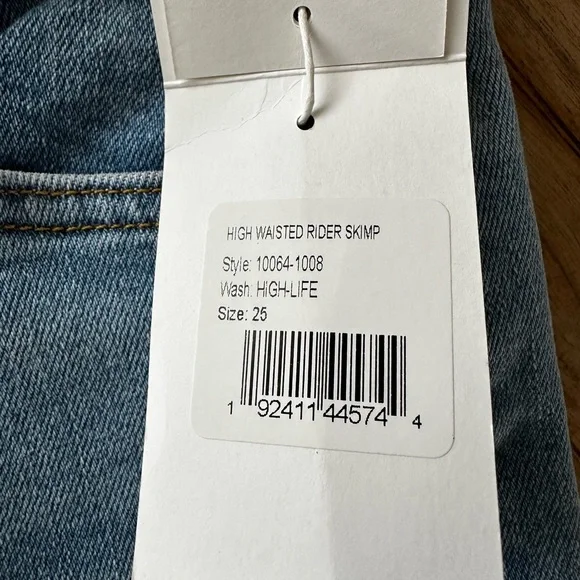 HIGH WAISTED RIDER SKIMP
Style: 10064-1008
Wash: HIGH-LIFE
Size: 25
1 92411 44574 4